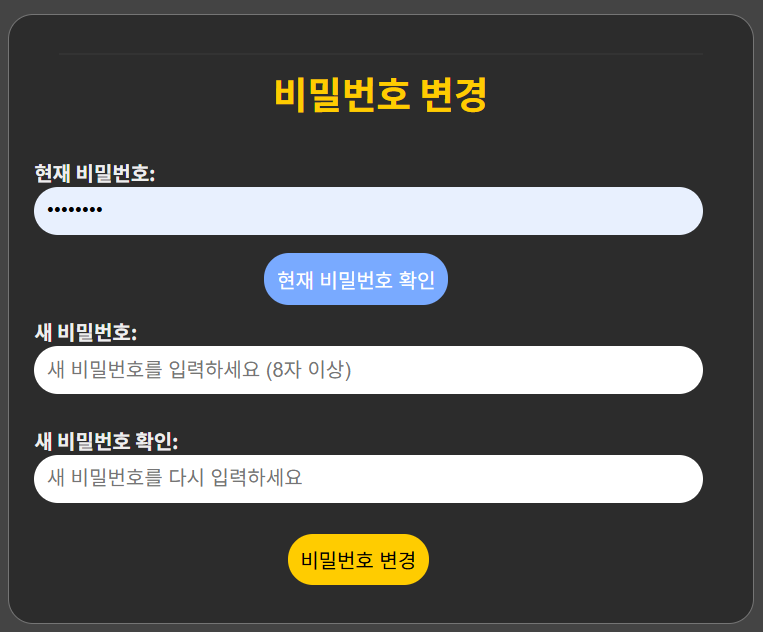 비밀번호 변경
현재 비밀번호:
••••••••
현재 비밀번호 확인
새 비밀번호:
새 비밀번호를 입력하세요 (8자 이상)
새 비밀번호 확인:
새 비밀번호를 다시 입력하세요
비밀번호 변경